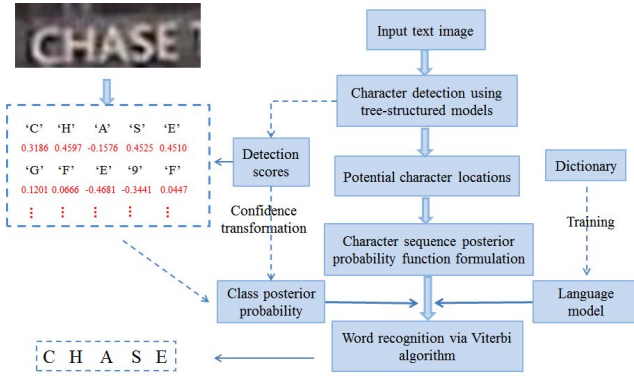 CHASE
Input text image
Character detection using
tree-structured models
'C' 'H' 'A' 'S' 'E'
0.3186 0.4597 -0.1576 0.4525 0.4510
'G' 'F' 'E' '9' 'F'
0.1201 0.0666 -0.4681 -0.3441 0.0447
Detection
scores
Potential character locations
Dictionary
Confidence
transformation
Training
Character sequence posterior
probability function formulation
Class posterior
probability
Language
model
Word recognition via Viterbi
algorithm
C H A S E